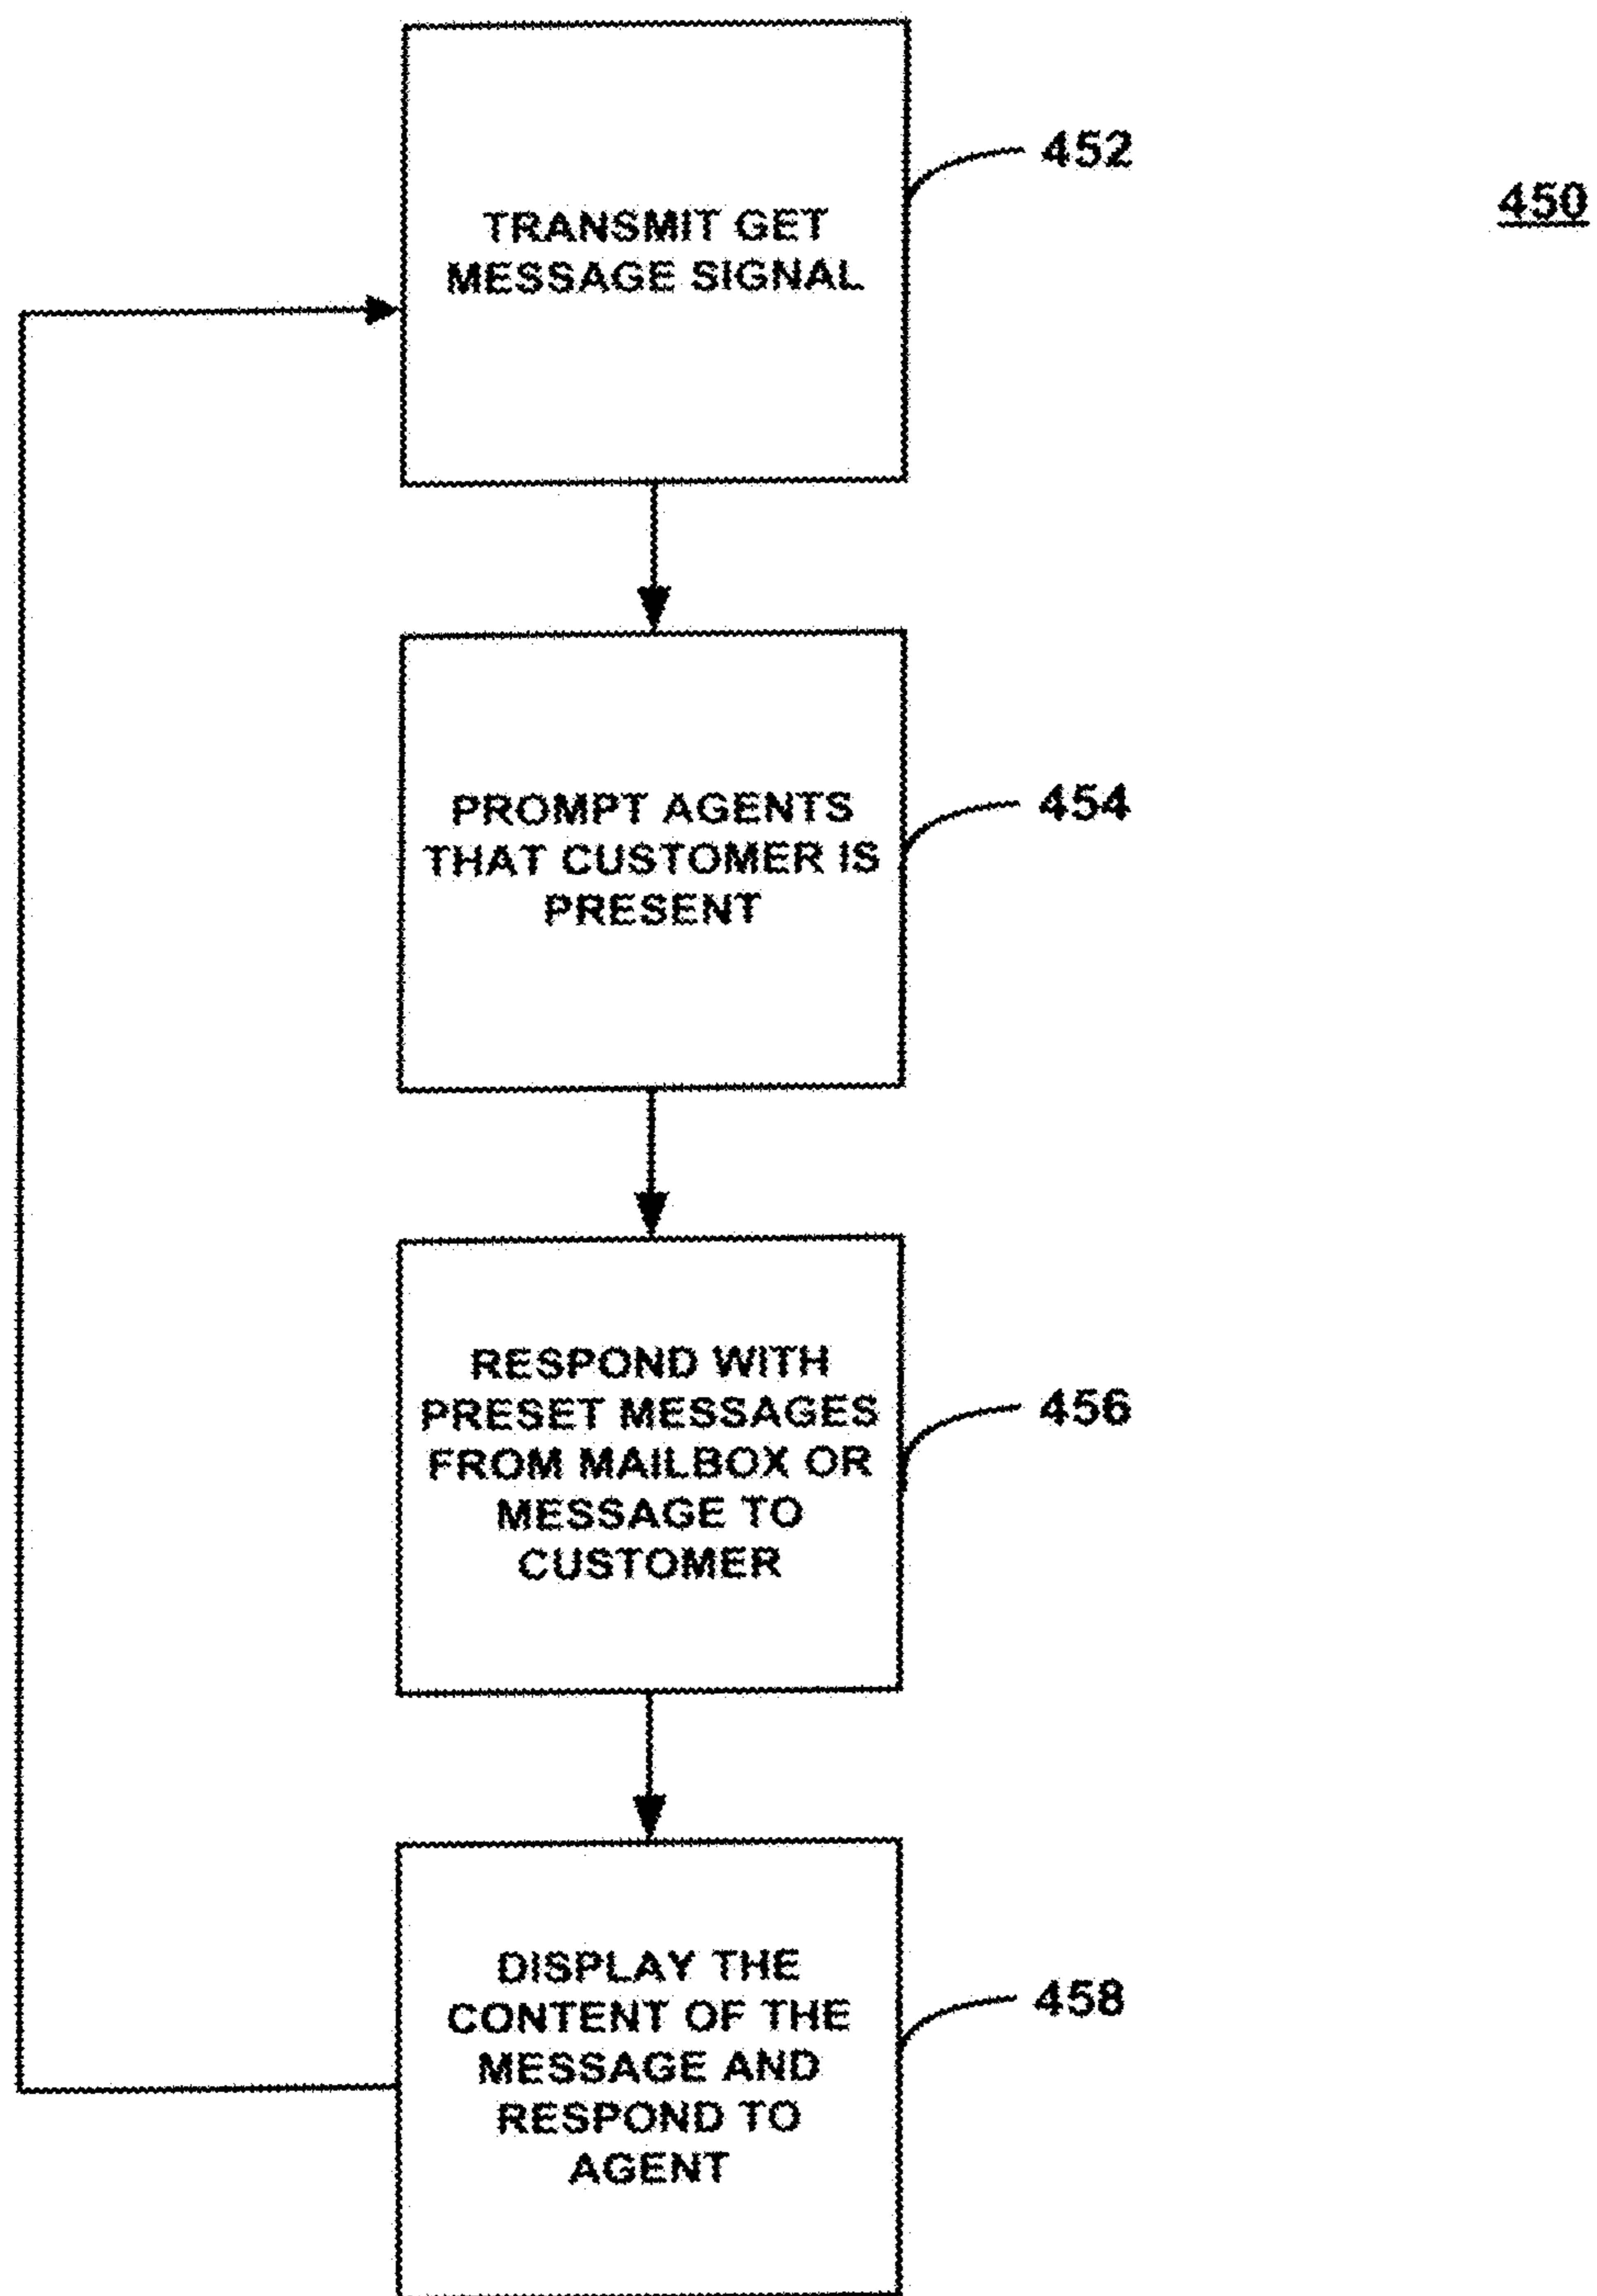 452
450
TRANSMIT GET
MESSAGE SIGNAL
PROMPT AGENTS
THAT CUSTOMER IS
PRESENT
454
RESPOND WITH
PRESET MESSAGES
FROM MAILBOX OR
MESSAGE TO
CUSTOMER
456
DISPLAY THE
CONTENT OF THE
MESSAGE AND
RESPOND TO
AGENT
458